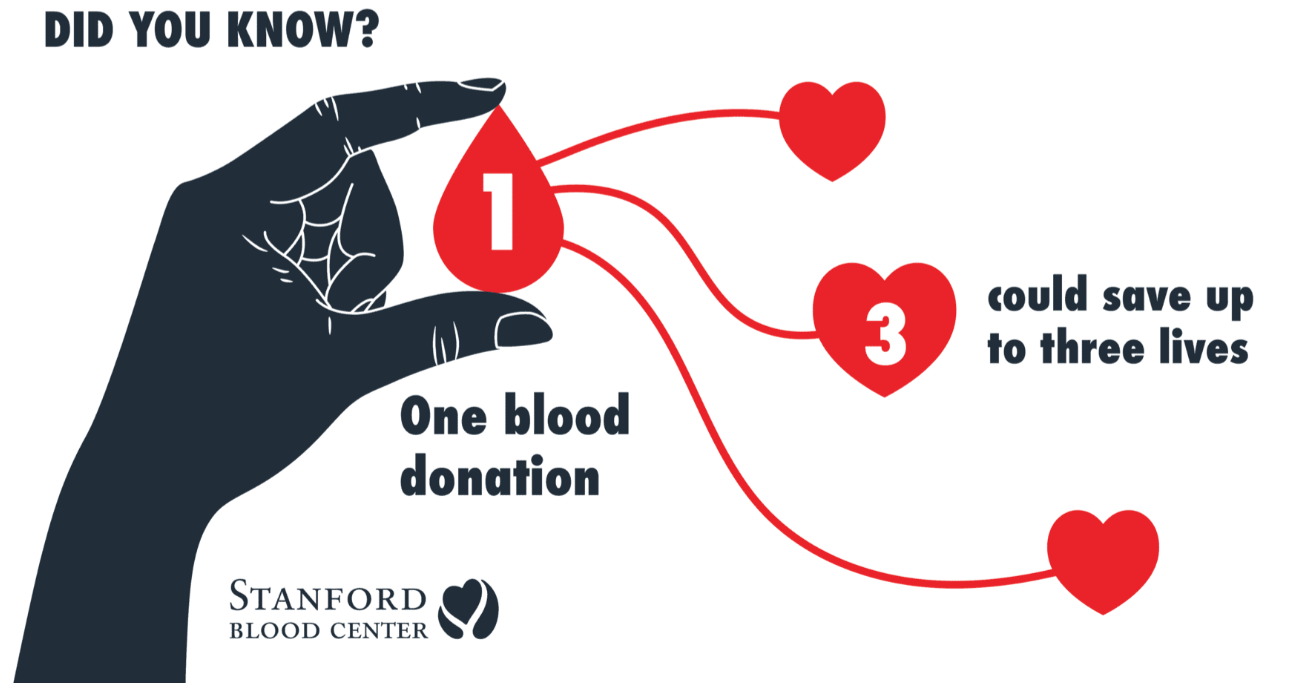 DID YOU KNOW?
1
One blood
donation
3
could save up
to three lives
STANFORD
BLOOD CENTER